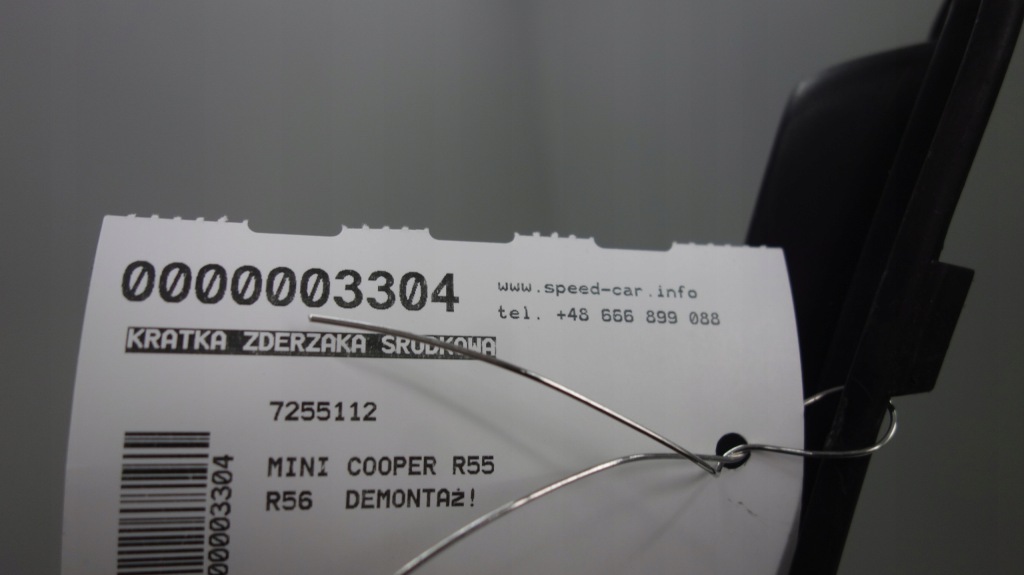 0000003304
www.speed-car.info
tel. +48 666 899 088
KRATKA ZDERZAKA SRODKOWA
7255112
MINI COOPER R55
R56 DEMONTAż!
000003304